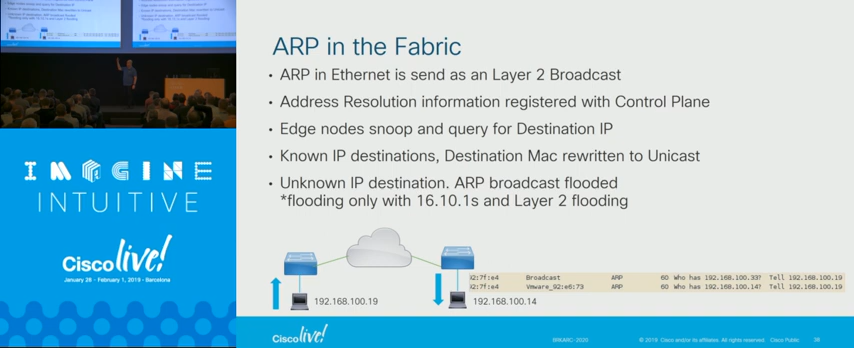 ARP in the Fabric
• ARP in Ethernet is send as an Layer 2 Broadcast
• Address Resolution information registered with Control Plane
• Edge nodes snoop and query for Destination IP
• Known IP destinations, Destination Mac rewritten to Unicast
• Unknown IP destination. ARP broadcast flooded
*flooding only with 16.10.1s and Layer 2 flooding
192.168.100.19
192.168.100.14
:7f:e4 Broadcast ARP 60 Who has 192.168.100.33? Tell 192.168.100.19
:7f:e4 Vmware_92:e6:73 ARP 60 Who has 192.168.100.14? Tell 192.168.100.19
IMAGINE
INTUITIVE
Cisco live!
January 28 - February 1, 2019 - Barcelona
Cisco live!
BRKARC-2020 © 2019 Cisco and/or its affiliates. All rights reserved. Cisco Public